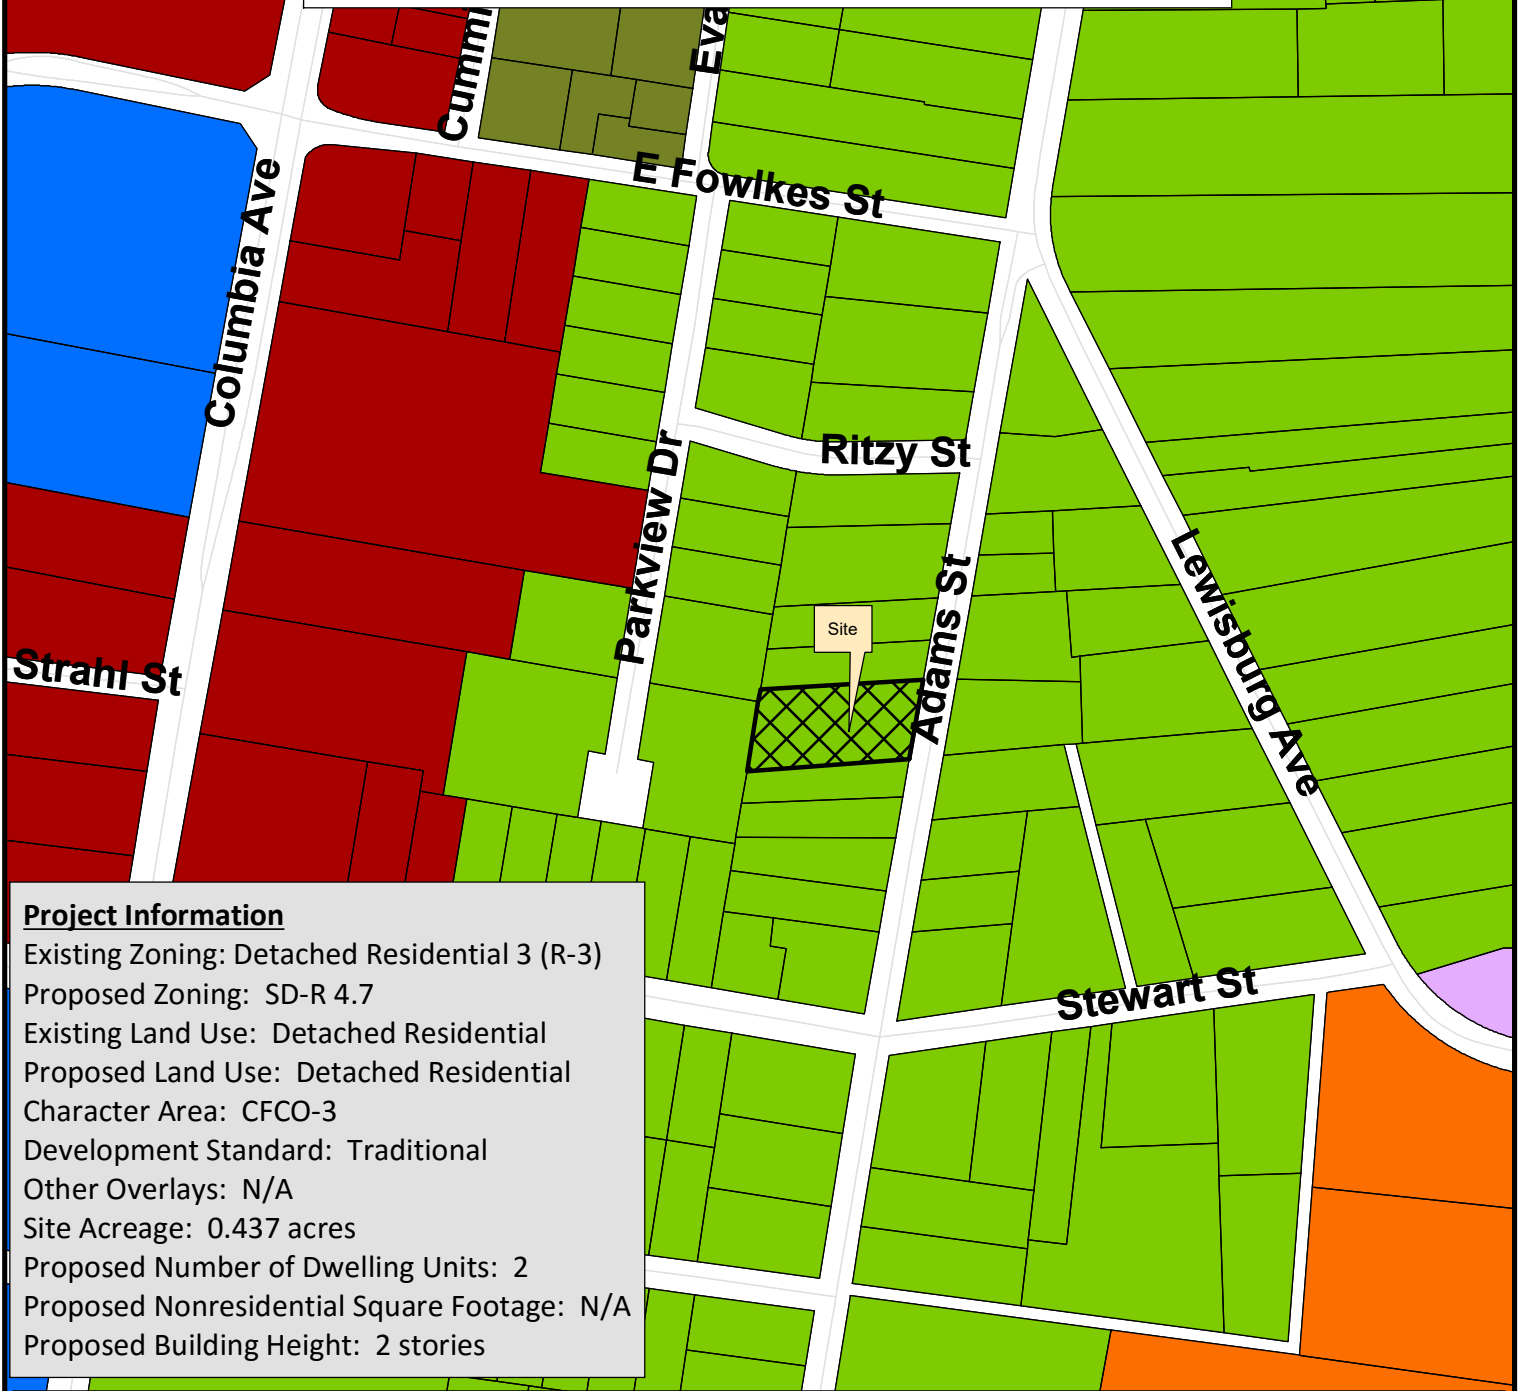 Cummi
Eva
E Fowlkes St
Columbia Ave
Ritzy St
Parkview Dr
Adams St
Lewisburg Ave
Site
Strahl St
Stewart St
Project Information
Existing Zoning: Detached Residential 3 (R-3)
Proposed Zoning: SD-R 4.7
Existing Land Use: Detached Residential
Proposed Land Use: Detached Residential
Character Area: CFCO-3
Development Standard: Traditional
Other Overlays: N/A
Site Acreage: 0.437 acres
Proposed Number of Dwelling Units: 2
Proposed Nonresidential Square Footage: N/A
Proposed Building Height: 2 stories